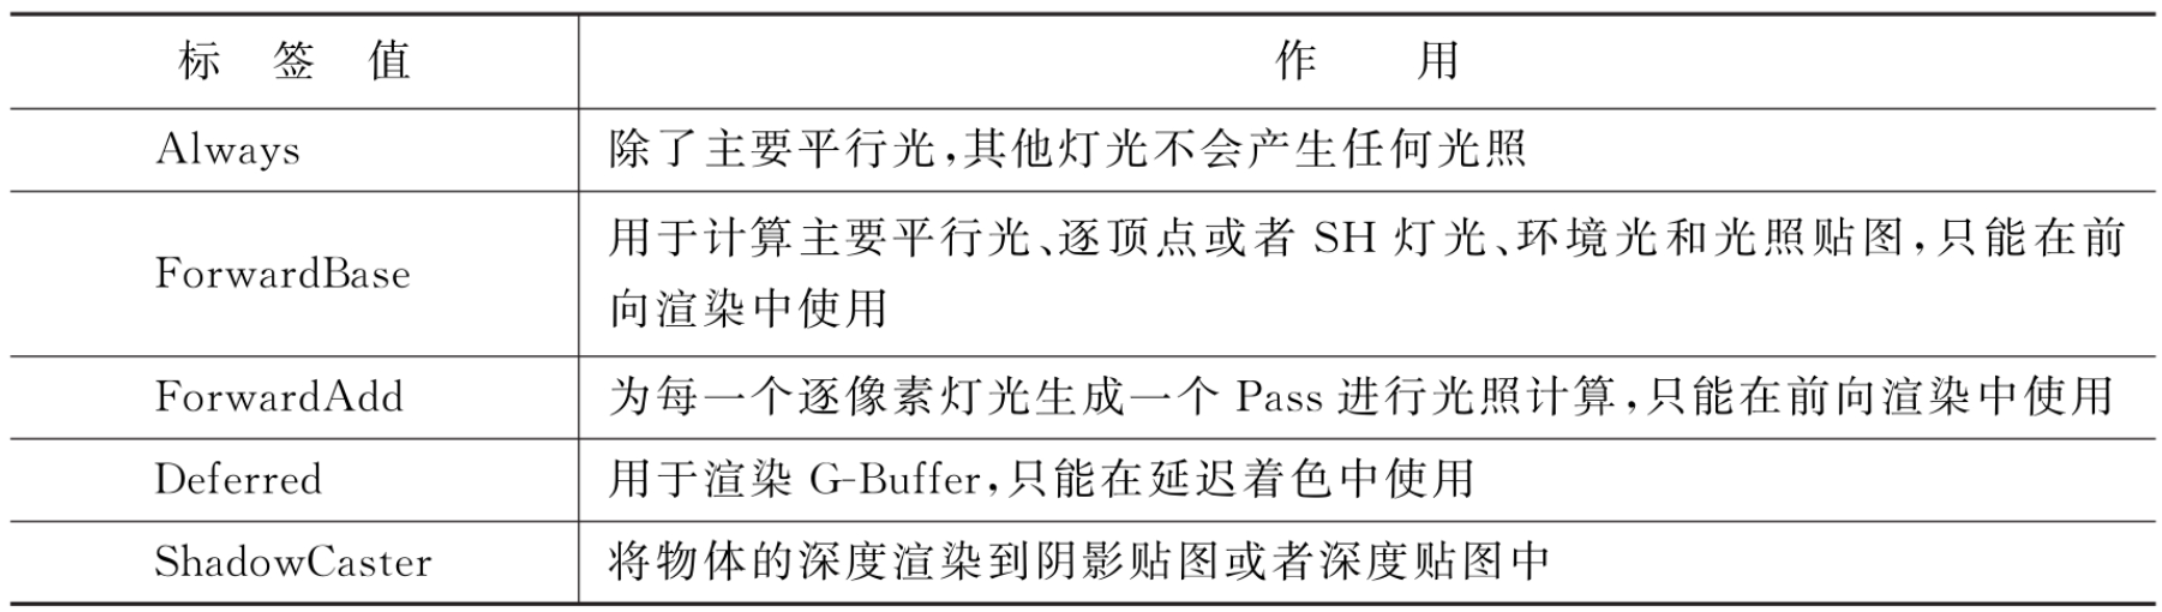 标签值 作用
Always 除了主要平行光,其他灯光不会产生任何光照
ForwardBase 用于计算主要平行光、逐顶点或者 SH 灯光、环境光和光照贴图,只能在前
向渲染中使用
ForwardAdd 为每一个逐像素灯光生成一个 Pass 进行光照计算,只能在前向渲染中使用
Deferred 用于渲染 G-Buffer,只能在延迟着色中使用
ShadowCaster 将物体的深度渲染到阴影贴图或者深度贴图中